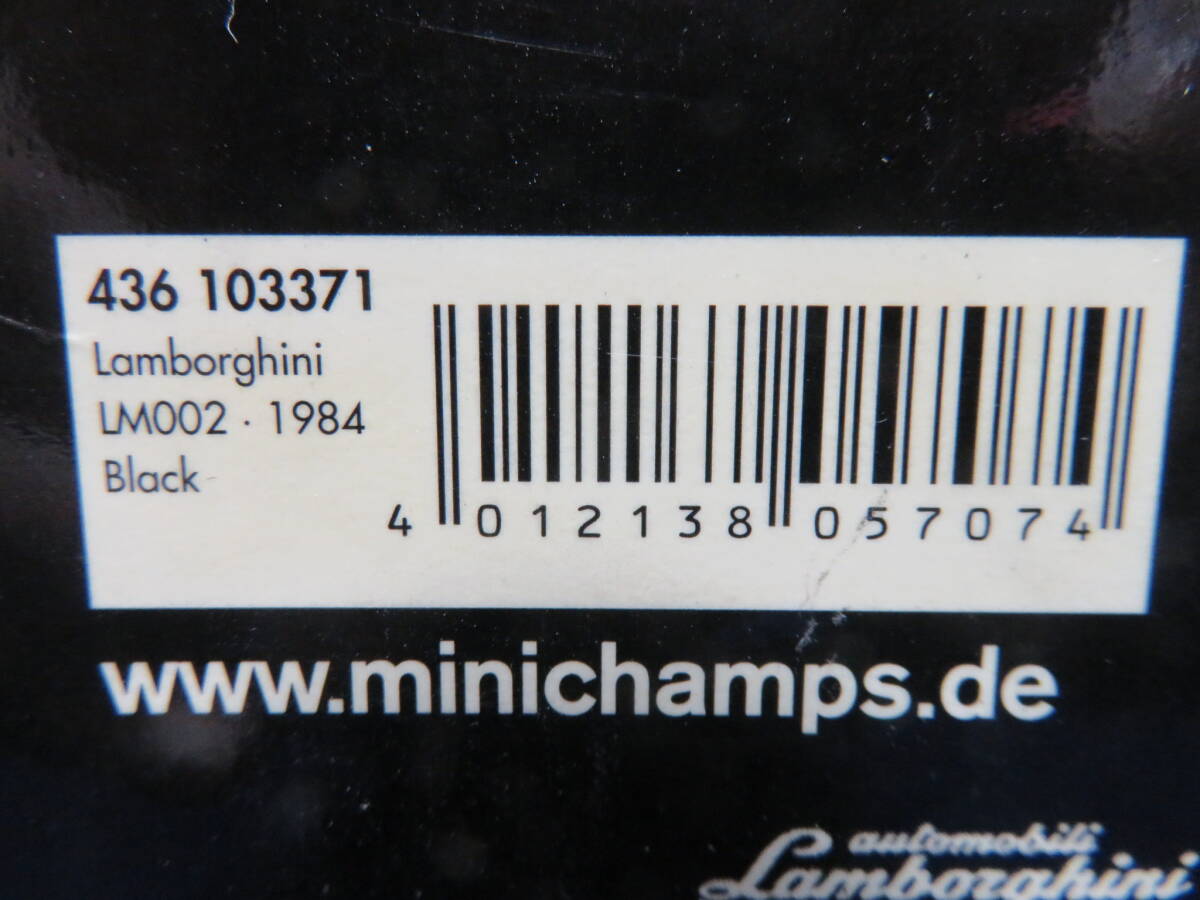 436 103371
Lamborghini
LM002 · 1984
Black
4 012138 057074
www.minichamps.de
automobili
Lamborghini